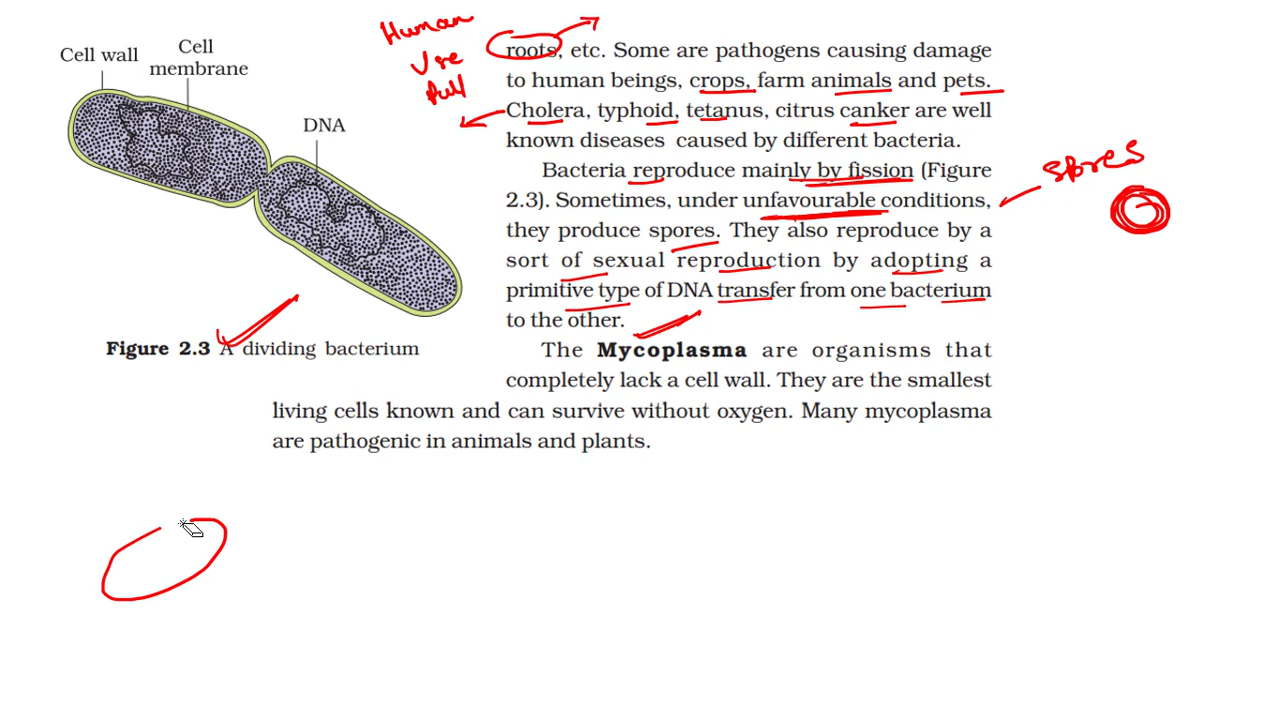 Cell wall
Cell
membrane
DNA
Figure 2.3 A dividing bacterium
Human
Use
roots, etc. Some are pathogens causing damage
to human beings, crops, farm animals and pets.
Cholera, typhoid, tetanus, citrus canker are well
known diseases caused by different bacteria.
Bacteria reproduce mainly by fission (Figure
2.3). Sometimes, under unfavourable conditions,
they produce spores. They also reproduce by a
sort of sexual reproduction by adopting a
primitive type of DNA transfer from one bacterium
to the other.
spres
The Mycoplasma are organisms that
completely lack a cell wall. They are the smallest
living cells known and can survive without oxygen. Many mycoplasma
are pathogenic in animals and plants.